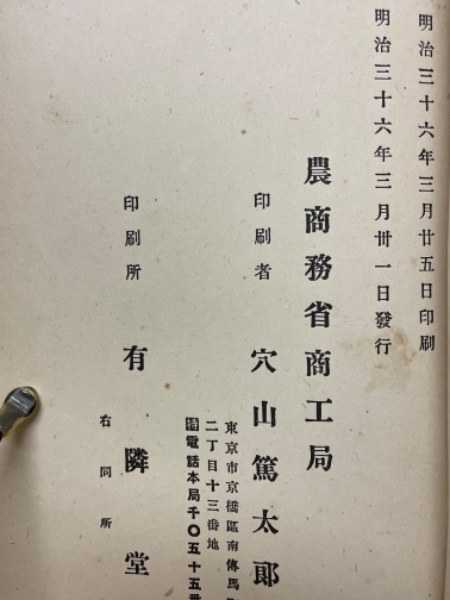 明治三十六年三月廿五日印刷
明治三十六年三月卅一日發行
農商務省商工局
印刷者 穴山篤太郎
東京市京橋區南傳馬
二丁目十三番地
特電話本局千〇五十五番
印刷所 有隣堂
右同所